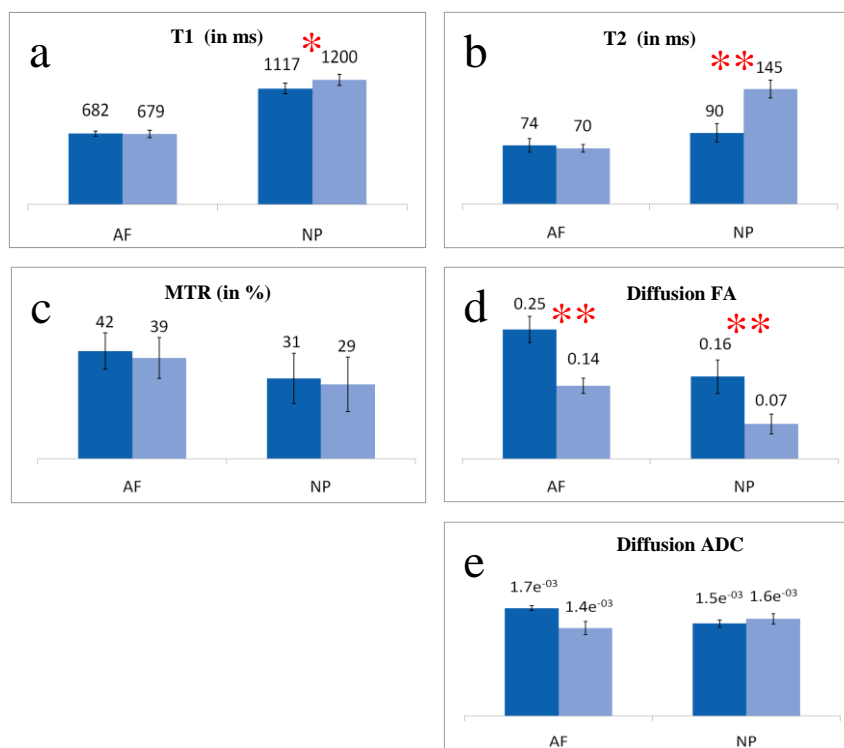 a
T1 (in ms)
*
682
679
1117
1200
AF
NP
b
T2 (in ms)
**
74
70
90
145
AF
NP
c
MTR (in %)
42
39
31
29
AF
NP
d
Diffusion FA
**
**
0.25
0.14
0.16
0.07
AF
NP
e
Diffusion ADC
1.7e⁻⁰³
1.4e⁻⁰³
1.5e⁻⁰³
1.6e⁻⁰³
AF
NP